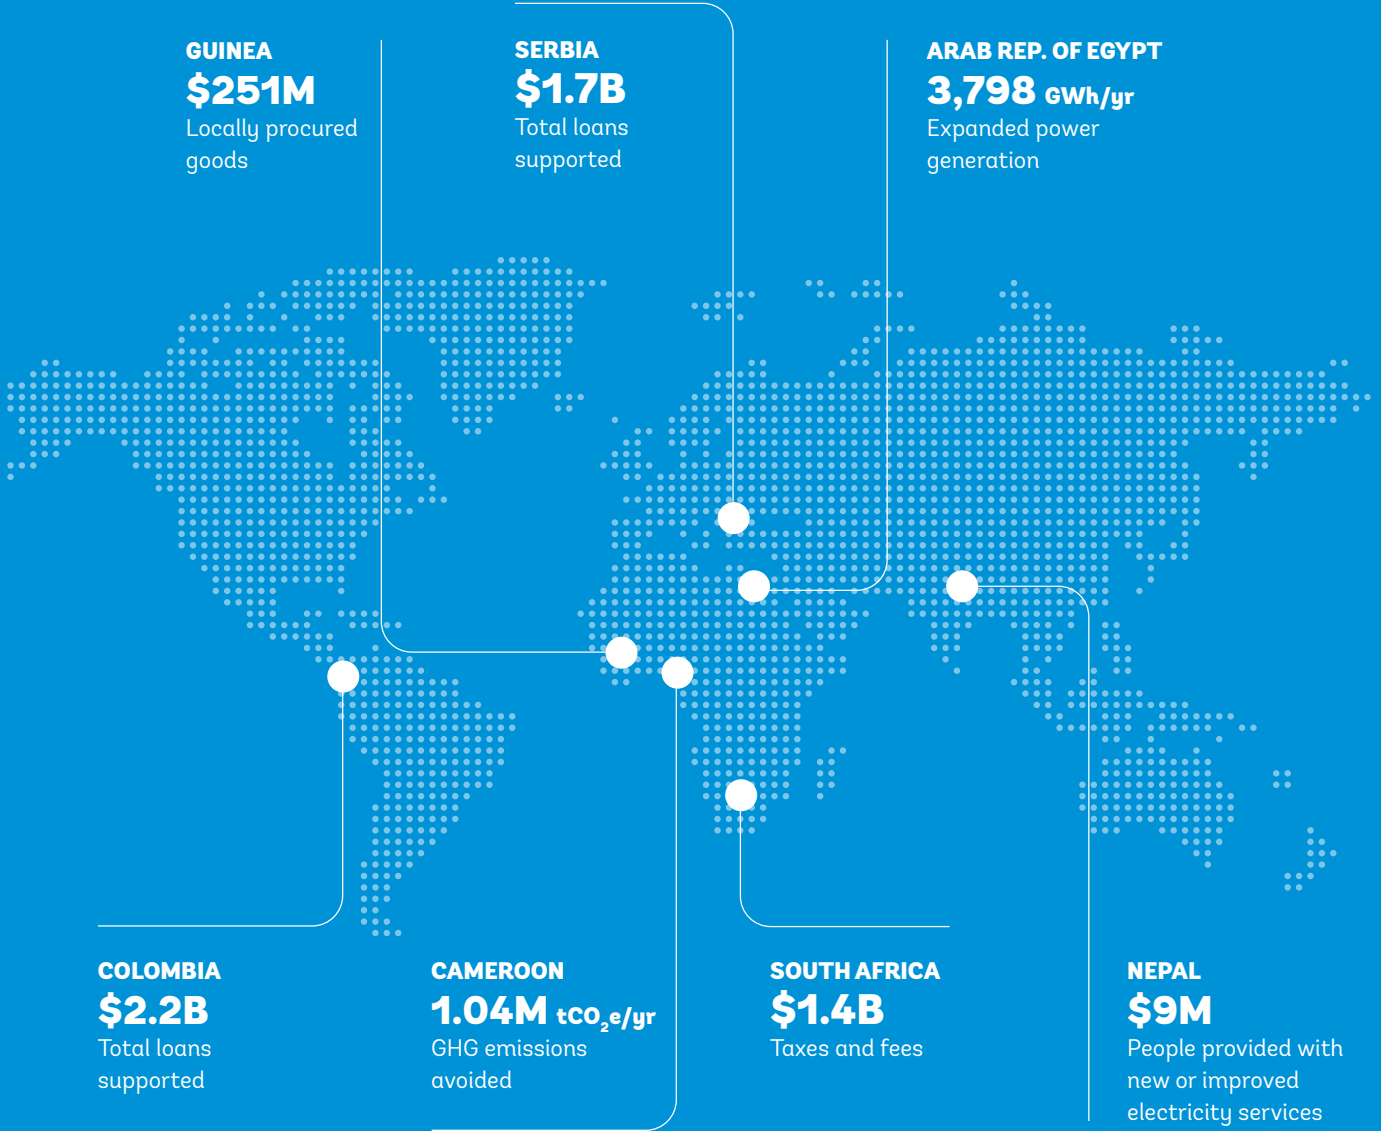 GUINEA
$251M
Locally procured
goods
SERBIA
$1.7B
Total loans
supported
ARAB REP. OF EGYPT
3,798 GWh/yr
Expanded power
generation
COLOMBIA
$2.2B
Total loans
supported
CAMEROON
1.04M tCO₂e/yr
GHG emissions
avoided
SOUTH AFRICA
$1.4B
Taxes and fees
NEPAL
$9M
People provided with
new or improved
electricity services